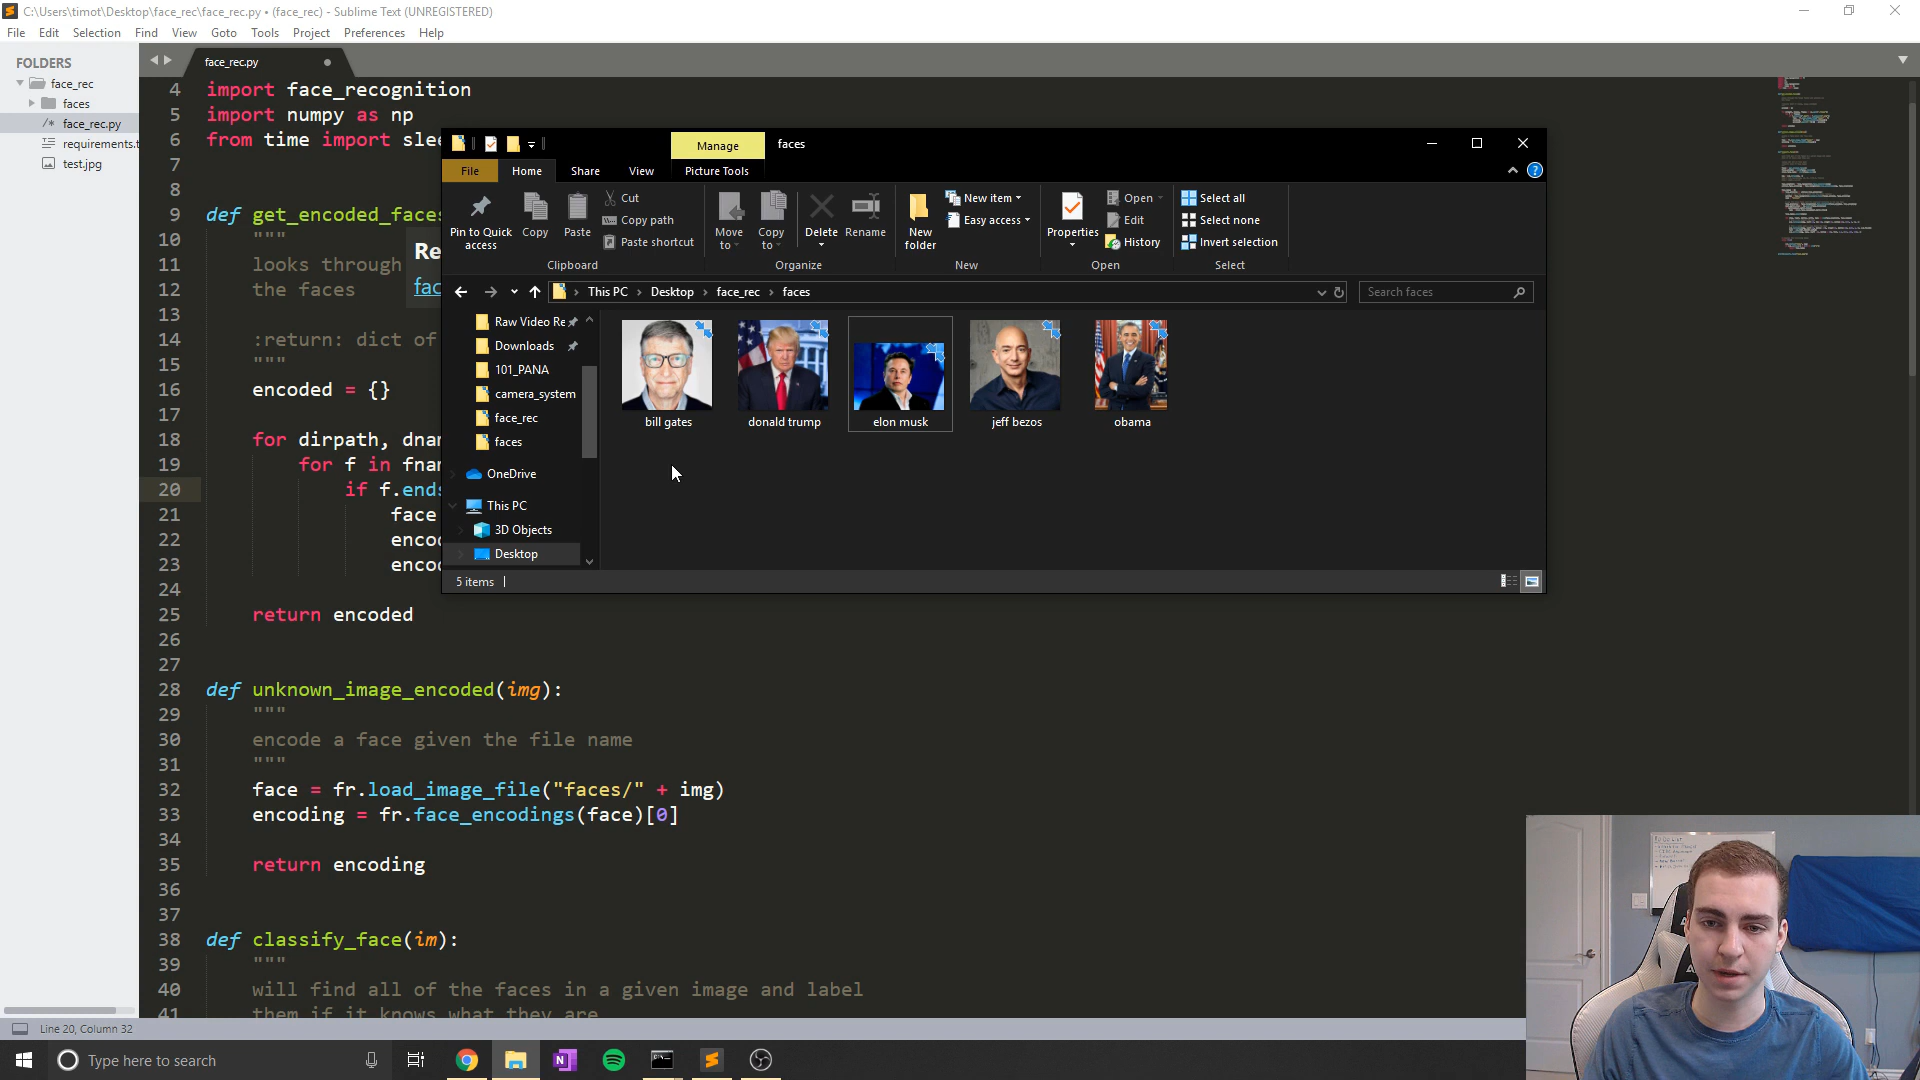 C:\Users\timot\Desktop\face_rec\face_rec.py • (face_rec) - Sublime Text (UNREGISTERED)
File Edit Selection Find View Goto Tools Project Preferences Help
FOLDERS
face_rec
faces
face_rec.py
requirements.t
test.jpg
face_rec.py
4 import face_recognition
5 import numpy as np
6 from time import slee
7
8
9 def get_encoded_faces
10 """
11 looks through
12 the faces
13
14 :return: dict of
15 """
16 encoded = {}
17
18 for dirpath, dnam
19 for f in fnam
20 if f.ends
21 face
22 enco
23 enco
24
25 return encoded
26
27
28 def unknown_image_encoded(img):
29 """
30 encode a face given the file name
31 """
32 face = fr.load_image_file("faces/" + img)
33 encoding = fr.face_encodings(face)[0]
34
35 return encoding
36
37
38 def classify_face(im):
39 """
40 will find all of the faces in a given image and label
41 them if it knows what they are
Re
fac
Manage faces
File Home Share View Picture Tools
Pin to Quick access
Copy
Paste
Cut
Copy path
Paste shortcut
Clipboard
Move to
Copy to
Delete
Rename
Organize
New folder
New item
Easy access
New
Properties
Open
Edit
History
Open
Select all
Select none
Invert selection
Select
This PC > Desktop > face_rec > faces
Search faces
Raw Video Re
Downloads
101_PANA
camera_system
face_rec
faces
OneDrive
This PC
3D Objects
Desktop
bill gates
donald trump
elon musk
jeff bezos
obama
5 items
Line 20, Column 32
Type here to search